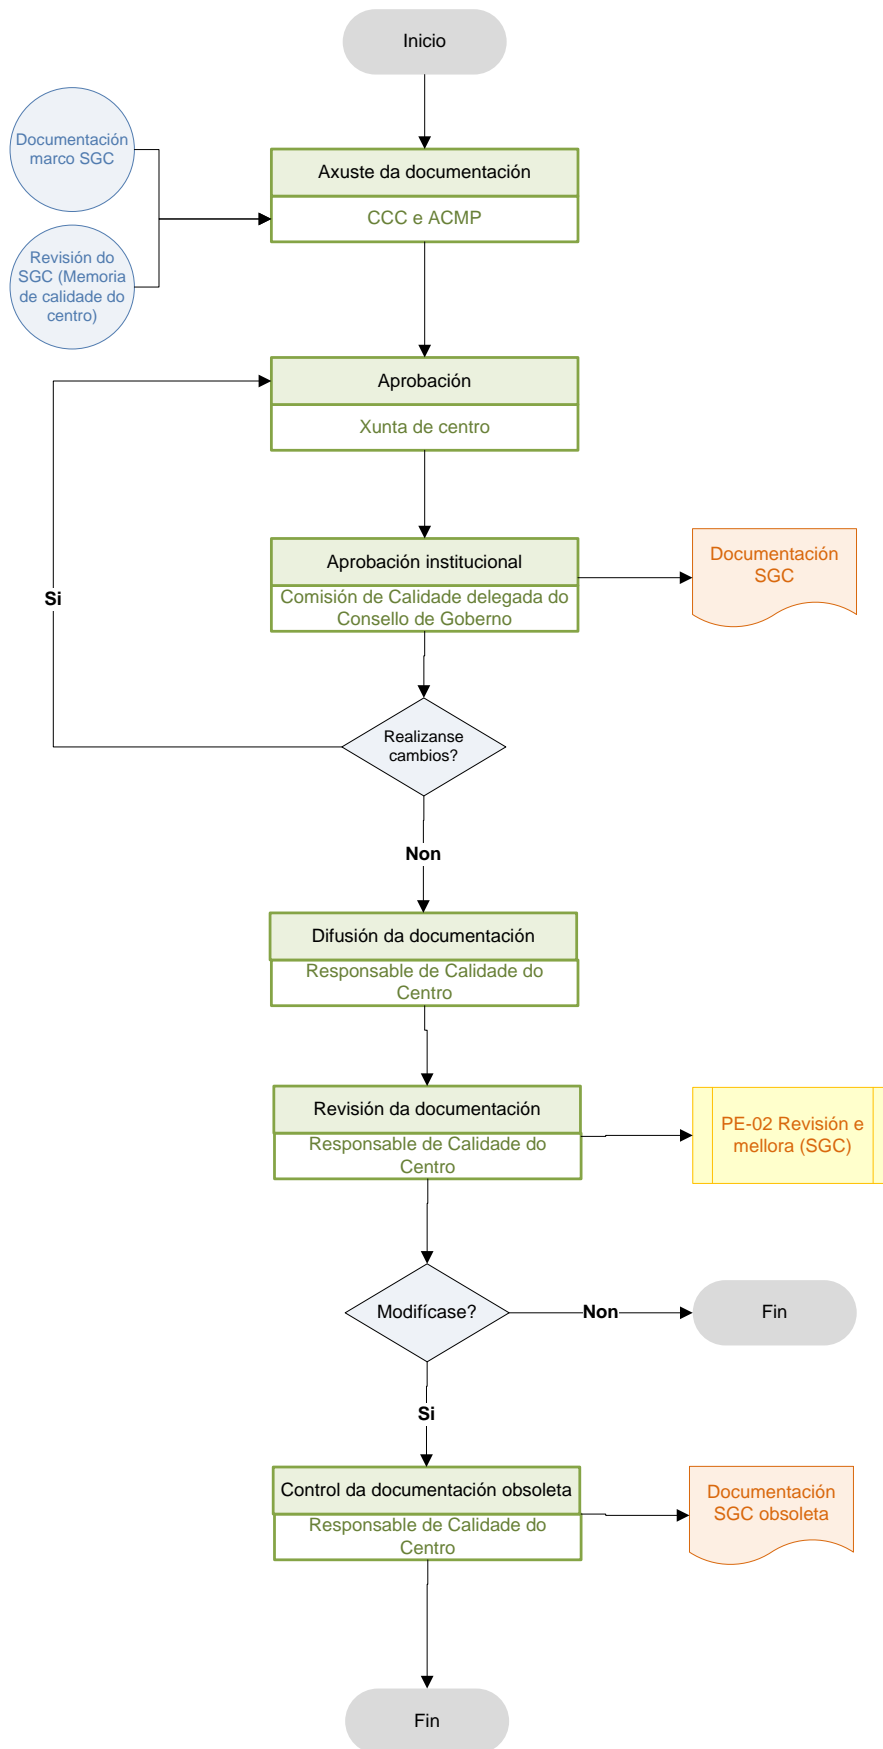 Inicio
Documentación
marco SGC
Axuste da documentación
CCC e ACMP
Revisión do
SGC (Memoria
de calidade do
centro)
Aprobación
Xunta de centro
Aprobación institucional
Comisión de Calidade delegada do
Consello de Goberno
Documentación
SGC
Si
Realizanse
cambios?
Non
Difusión da documentación
Responsable de Calidade do
Centro
Revisión da documentación
Responsable de Calidade do
Centro
PE-02 Revisión e
mellora (SGC)
Modifícase?
Non
Fin
Si
Control da documentación obsoleta
Responsable de Calidade do
Centro
Documentación
SGC obsoleta
Fin